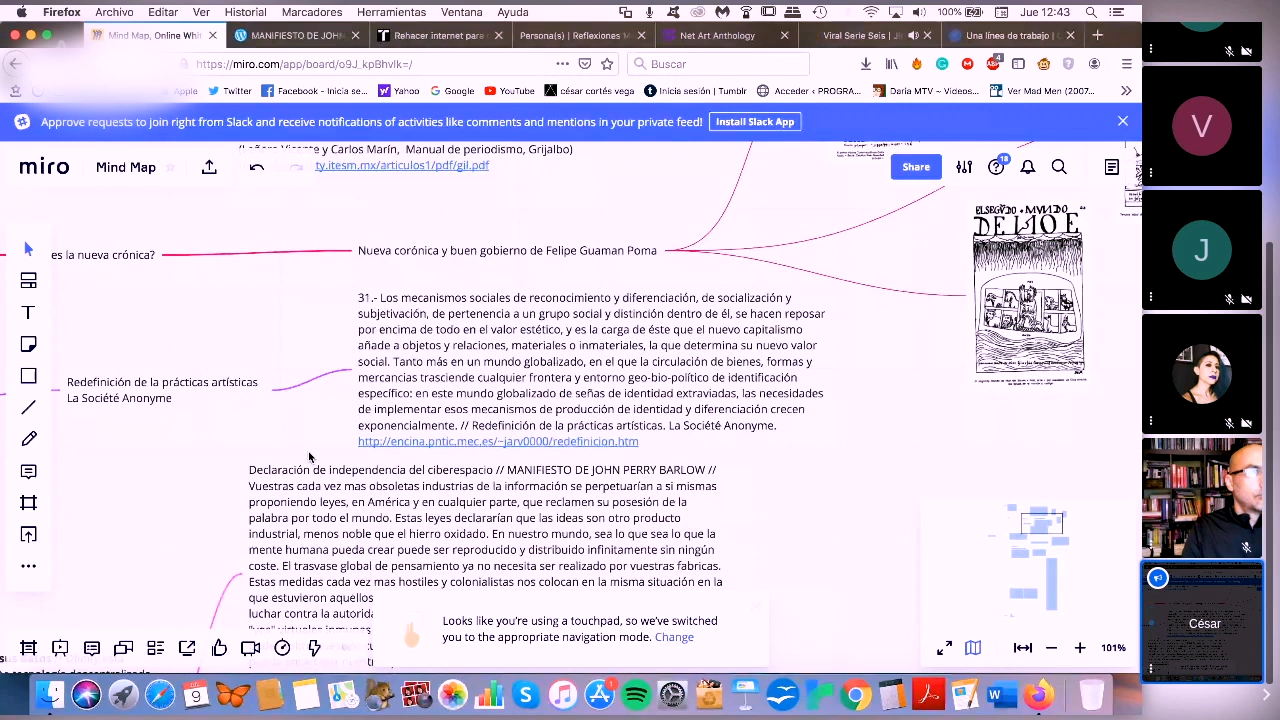 Firefox Archivo Editar Ver Historial Marcadores Herramientas Ventana Ayuda 100% Jue 12:43
Mind Map, Online Whi MANIFIESTO DE JOHN Rehacer internet para c Persona(s) | Reflexiones M Net Art Anthology Viral Serial | Je Una línea de trabajo | C
https://miro.com/app/board/o9J_kpBhvIk=/ Buscar
Apple Twitter Facebook - Inicia se... Yahoo Google YouTube césar cortés vega Inicia sesión | Tumblr Acceder < PROGRA... Daria MTV ~ Videos... Ver Mad Men (2007...
Approve requests to join right from Slack and receive notifications of activities like comments and mentions in your private feed! Install Slack App
Vicente y Carlos Marín, Manual de periodismo, Grijalbo)
miro Mind Map ty.itesm.mx/articulos1/pdf/gil.pdf Share 18
EL SEGVDO MVNDO
DE NOE
es la nueva crónica? Nueva corónica y buen gobierno de Felipe Guaman Poma
31.- Los mecanismos sociales de reconocimiento y diferenciación, de socialización y
subjetivación, de pertenencia a un grupo social y distinción dentro de él, se hacen reposar
por encima de todo en el valor estético, y es la carga de éste que el nuevo capitalismo
añade a objetos y relaciones, materiales o inmateriales, la que determina su nuevo valor
social. Tanto más en un mundo globalizado, en el que la circulación de bienes, formas y
mercancías trasciende cualquier frontera y entorno geo-bio-político de identificación
específico: en este mundo globalizado de señas de identidad extraviadas, las necesidades
de implementar esos mecanismos de producción de identidad y diferenciación crecen
exponencialmente // Redefinición de la prácticas artísticas. La Société Anonyme.
http://encina.pntic.mec.es/~jarv0000/redefinicion.htm
Redefinición de la prácticas artísticas
La Société Anonyme
Declaración de independencia del ciberespacio // MANIFIESTO DE JOHN PERRY BARLOW //
Vuestras cada vez mas obsoletas industrias de la información se perpetuarían a si mismas
proponiendo leyes, en América y en cualquier parte, que reclamen su posesión de la
palabra por todo el mundo. Estas leyes declararían que las ideas son otro producto
industrial, menos noble que el hierro oxidado. En nuestro mundo, sea lo que sea lo que la
mente humana pueda crear puede ser reproducido y distribuido infinitamente sin ningún
coste. El trasvase global de pensamiento ya no necesita ser realizado por vuestras fábricas.
Estas medidas cada vez mas hostiles y colonialistas nos colocan en la misma situación en la
que estuvieron aquellos
luchar contra la autorida
Looks like you're using a touchpad, so we switched
you to the appropriate navigation mode. Change
101%
V
J
César